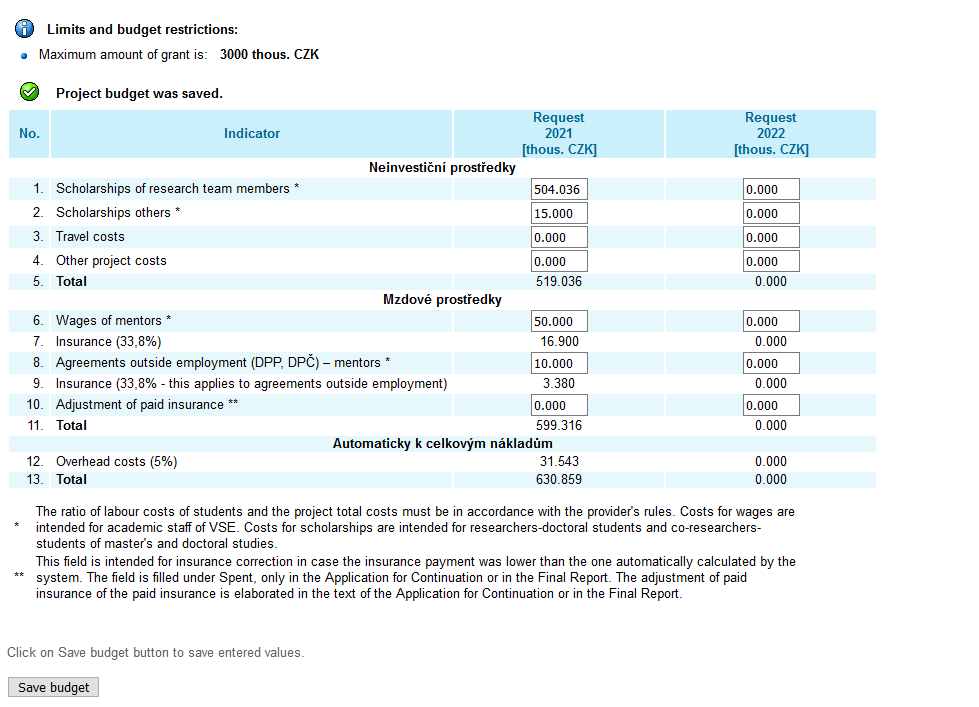 Limits and budget restrictions:
Maximum amount of grant is: 3000 thous. CZK
Project budget was saved.
No. Indicator Request 2021 [thous. CZK] Request 2022 [thous. CZK]
Neinvestiční prostředky
1. Scholarships of research team members * 504.036 0.000
2. Scholarships others * 15.000 0.000
3. Travel costs 0.000 0.000
4. Other project costs 0.000 0.000
5. Total 519.036 0.000
Mzdové prostředky
6. Wages of mentors * 50.000 0.000
7. Insurance (33,8%) 16.900 0.000
8. Agreements outside employment (DPP, DPČ) – mentors * 10.000 0.000
9. Insurance (33,8% - this applies to agreements outside employment) 3.380 0.000
10. Adjustment of paid insurance ** 0.000 0.000
11. Total 599.316 0.000
Automaticky k celkovým nákladům
12. Overhead costs (5%) 31.543 0.000
13. Total 630.859 0.000
The ratio of labour costs of students and the project total costs must be in accordance with the provider's rules. Costs for wages are
* intended for academic staff of VSE. Costs for scholarships are intended for researchers-doctoral students and co-researchers-
students of master's and doctoral studies.
This field is intended for insurance correction in case the insurance payment was lower than the one automatically calculated by the
** system. The field is filled under Spent, only in the Application for Continuation or in the Final Report. The adjustment of paid
insurance of the paid insurance is elaborated in the text of the Application for Continuation or in the Final Report.
Click on Save budget button to save entered values.
Save budget